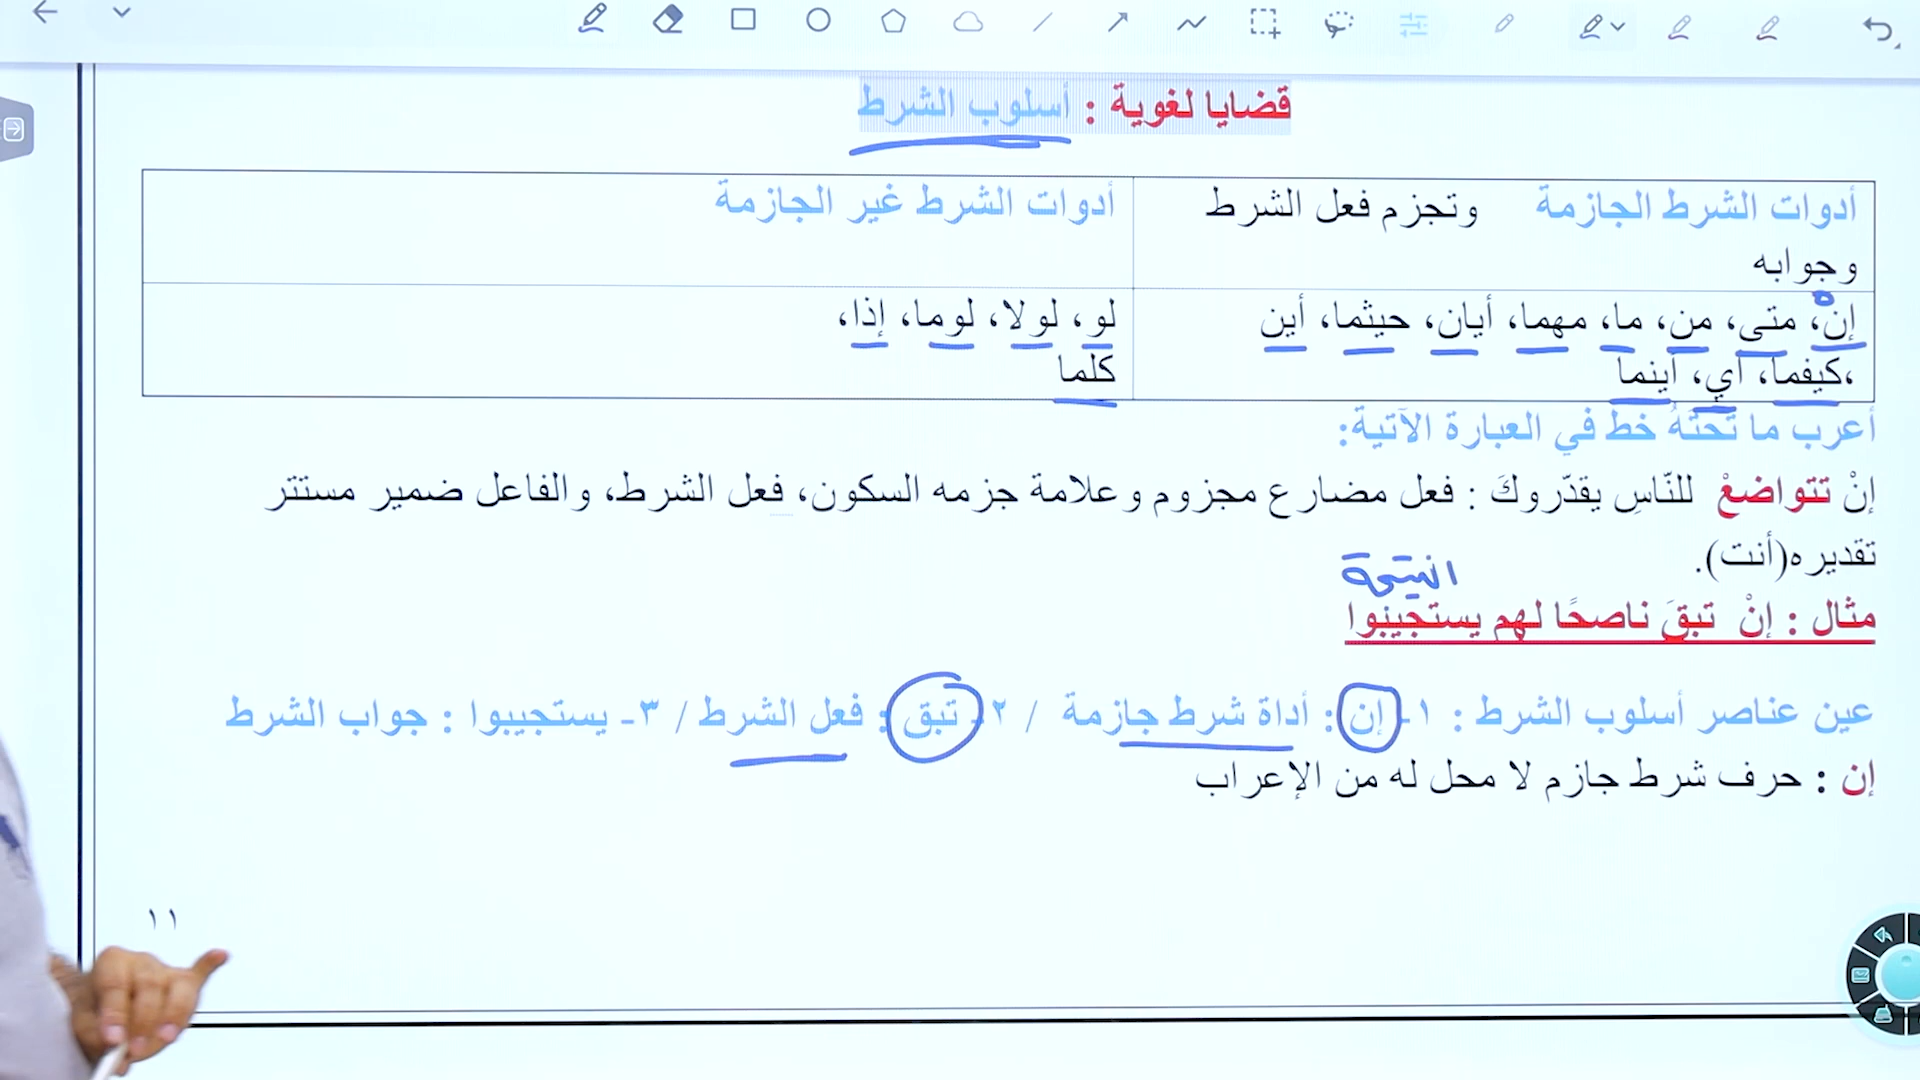 قضايا لغوية : أسلوب الشرط
أدوات الشرط الجازمة وتجزم فعل الشرط وجوابه
أدوات الشرط غير الجازمة
إن، متى، من، ما، مهما، أيان، حيثما، أين
،كيفما، أي، أينما
لو، لولا، لوما، إذا،
كلما
أعرب ما تَحتَهُ خط في العبارة الآتية:
إنْ تتواضعْ للنّاسِ يقدّروكَ : فعل مضارع مجزوم وعلامة جزمه السكون، فعل الشرط، والفاعل ضمير مستتر
تقديره(أنت).
النتيجة
مثال : إنْ تبقَ ناصحًا لهم يستجيبوا
عين عناصر أسلوب الشرط : ١- إن : أداة شرط جازمة / ٢- تبق : فعل الشرط / ٣- يستجيبوا : جواب الشرط
إن : حرف شرط جازم لا محل له من الإعراب
١١